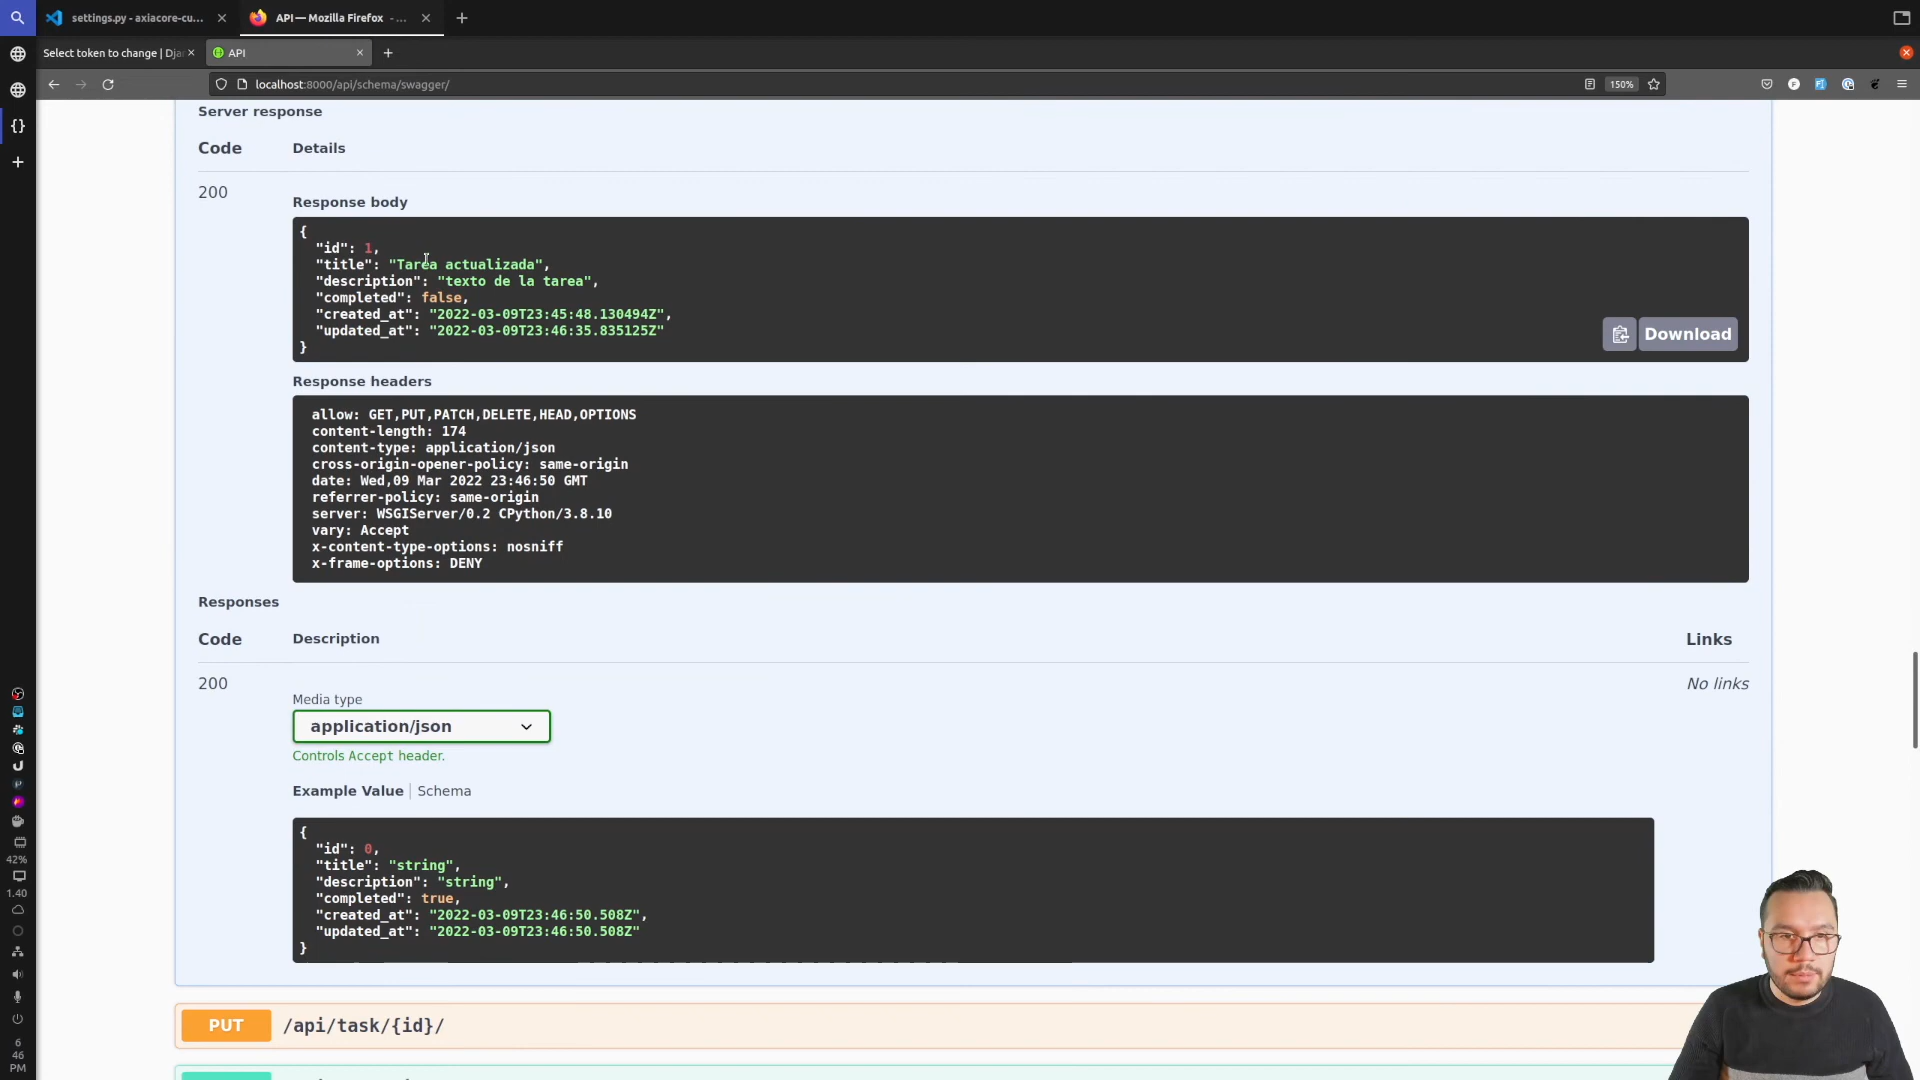 settings.py - axiacore-cu...
API — Mozilla Firefox - ...
Select token to change | Dja
API
localhost:8000/api/schema/swagger/
150%
Server response
Code
Details
200
Response body
{
"id": 1,
"title": "Tarea actualizada",
"description": "texto de la tarea",
"completed": false,
"created_at": "2022-03-09T23:45:48.130494Z",
"updated_at": "2022-03-09T23:46:35.835125Z"
}
Download
Response headers
allow: GET,PUT,PATCH,DELETE,HEAD,OPTIONS
content-length: 174
content-type: application/json
cross-origin-opener-policy: same-origin
date: Wed,09 Mar 2022 23:46:50 GMT
referrer-policy: same-origin
server: WSGIServer/0.2 CPython/3.8.10
vary: Accept
x-content-type-options: nosniff
x-frame-options: DENY
Responses
Code
Description
Links
200
No links
Media type
application/json
Controls Accept header.
Example Value
Schema
{
"id": 0,
"title": "string",
"description": "string",
"completed": true,
"created_at": "2022-03-09T23:46:50.508Z",
"updated_at": "2022-03-09T23:46:50.508Z"
}
PUT
/api/task/{id}/
42%
1.40
6
46
PM